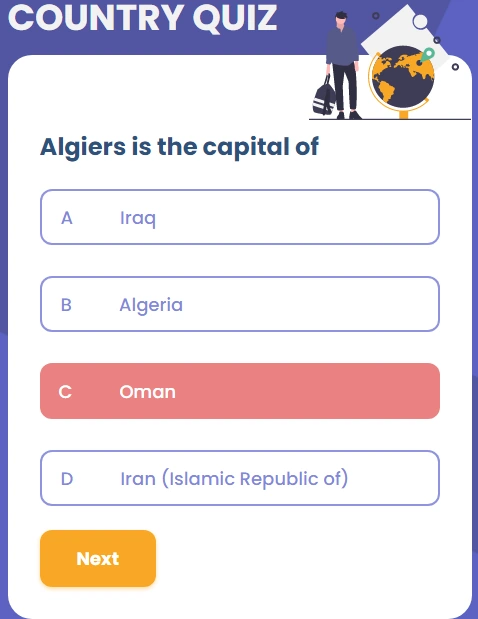 COUNTRY QUIZ
Algiers is the capital of
A Iraq
B Algeria
C Oman
D Iran (Islamic Republic of)
Next